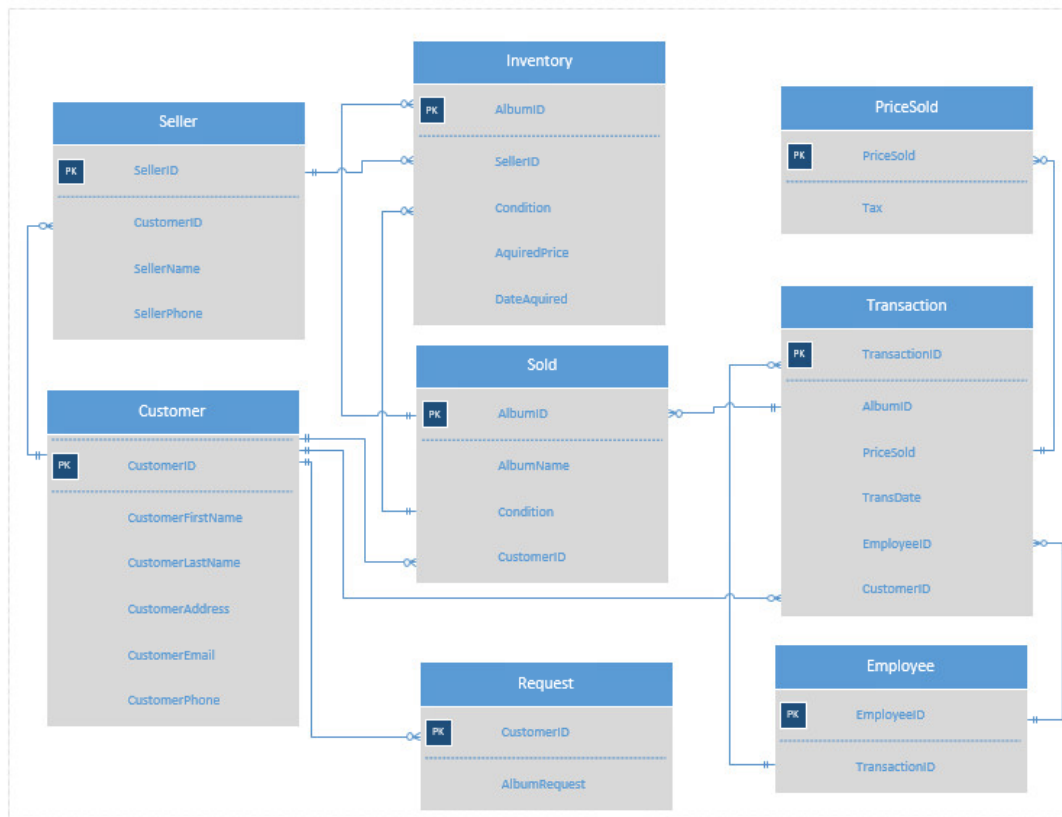 Seller
PK
SellerID
CustomerID
SellerName
SellerPhone
Customer
PK
CustomerID
CustomerFirstName
CustomerLastName
CustomerAddress
CustomerEmail
CustomerPhone
Inventory
PK
AlbumID
SellerID
Condition
AquiredPrice
DateAquired
Sold
PK
AlbumID
AlbumName
Condition
CustomerID
Request
PK
CustomerID
AlbumRequest
PriceSold
PK
PriceSold
Tax
Transaction
PK
TransactionID
AlbumID
PriceSold
TransDate
EmployeeID
CustomerID
Employee
PK
EmployeeID
TransactionID